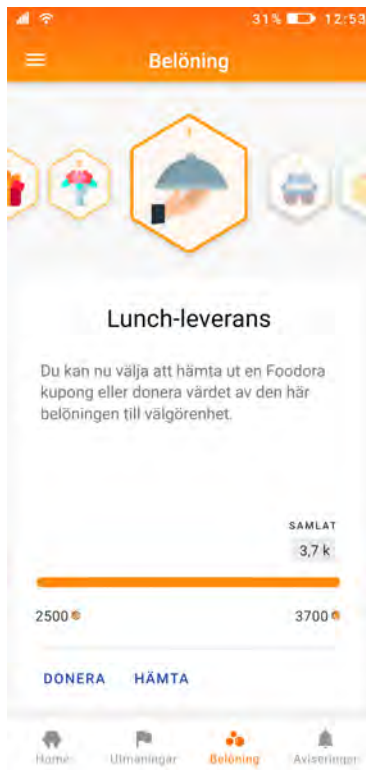 31% 12:53
Belöning
Lunch-leverans
Du kan nu välja att hämta ut en Foodora
kupong eller donera värdet av den här
belöningen till välgörenhet.
SAMLAT
3,7 k
2500 3700
DONERA HÄMTA
Home Utmaningar Belöning Aviseringar